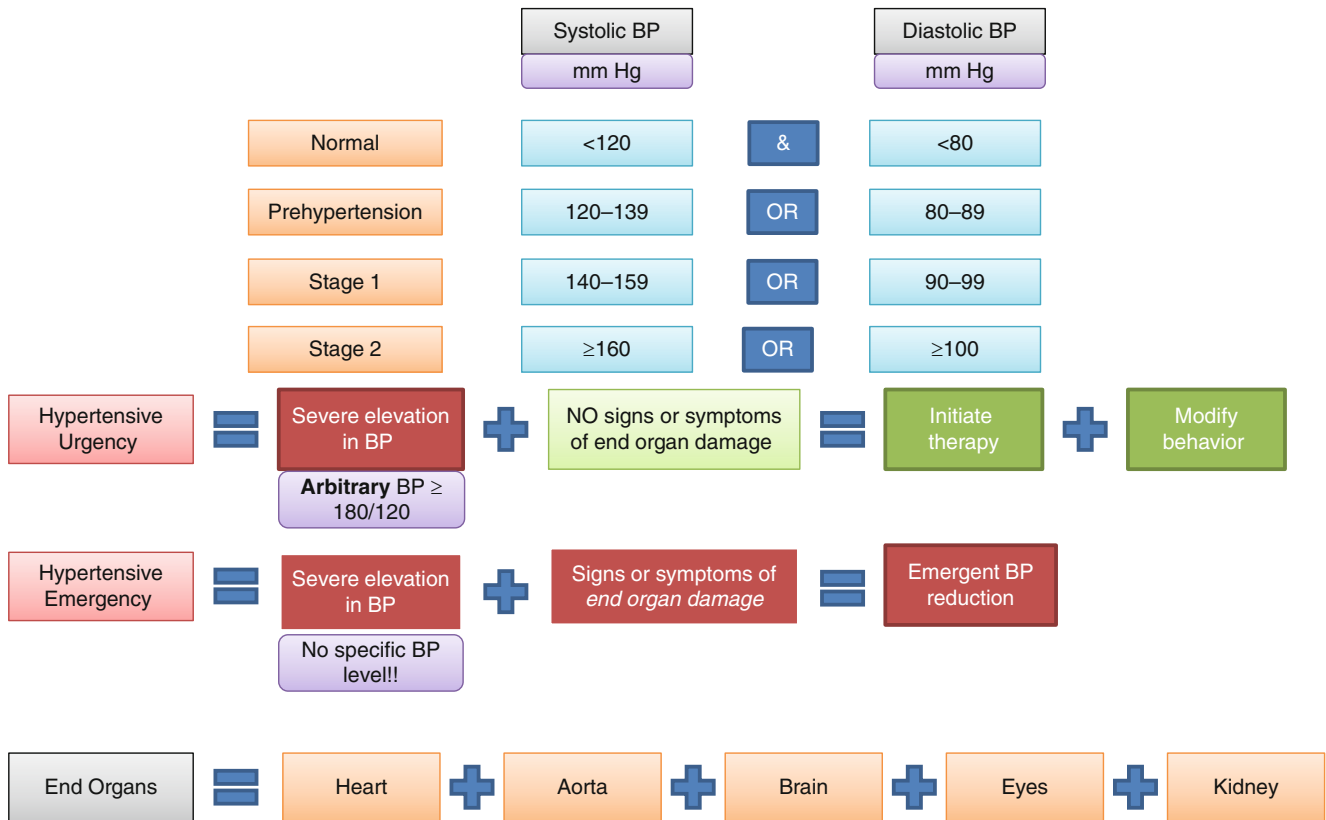 Systolic BP
Diastolic BP
mm Hg
mm Hg
Normal
<120
&
<80
Prehypertension
120–139
OR
80–89
Stage 1
140–159
OR
90–99
Stage 2
≥160
OR
≥100
Hypertensive
Urgency
Severe elevation
in BP
Arbitrary BP ≥
180/120
NO signs or symptoms
of end organ damage
Initiate
therapy
Modify
behavior
Hypertensive
Emergency
Severe elevation
in BP
No specific BP
level!!
Signs or symptoms of
end organ damage
Emergent BP
reduction
End Organs
Heart
Aorta
Brain
Eyes
Kidney